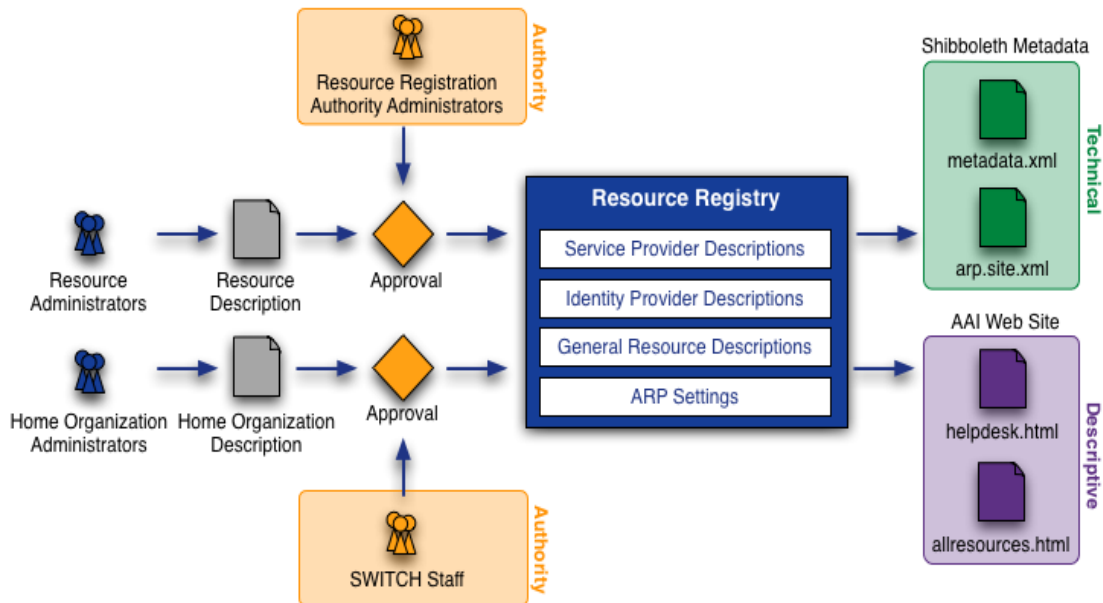 Resource Registration
Authority Administrators
Authority
Shibboleth Metadata
metadata.xml
arp.site.xml
Technical
Resource
Administrators
Resource
Description
Approval
Resource Registry
Service Provider Descriptions
Identity Provider Descriptions
General Resource Descriptions
ARP Settings
Home Organization
Administrators
Home Organization
Description
Approval
AAI Web Site
helpdesk.html
allresources.html
Descriptive
SWITCH Staff
Authority